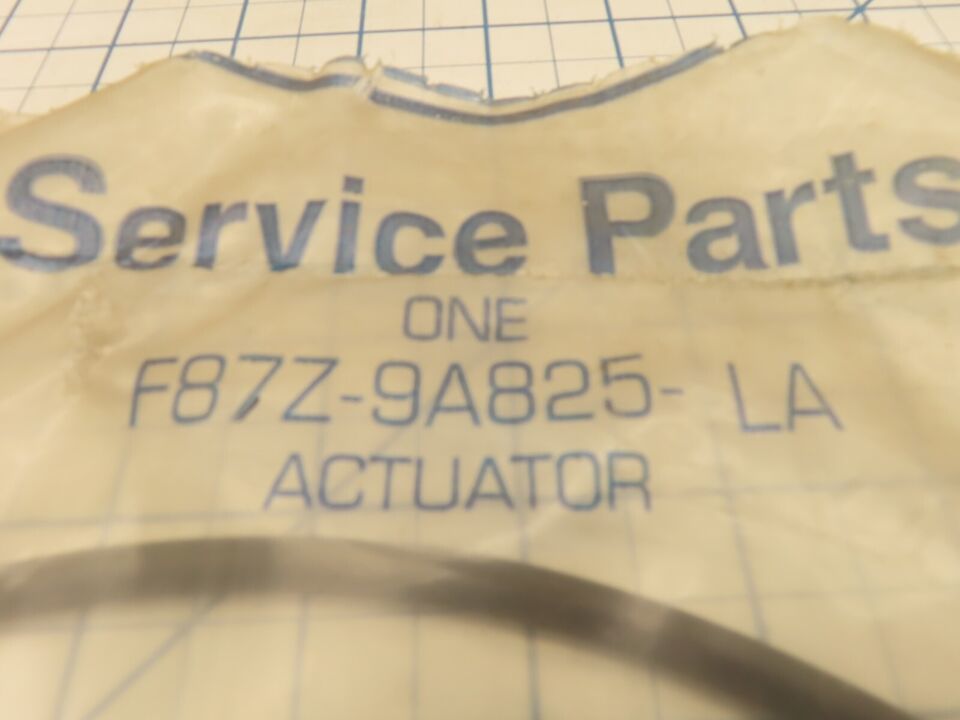 Service Parts
ONE
F87Z-9A825- LA
ACTUATOR